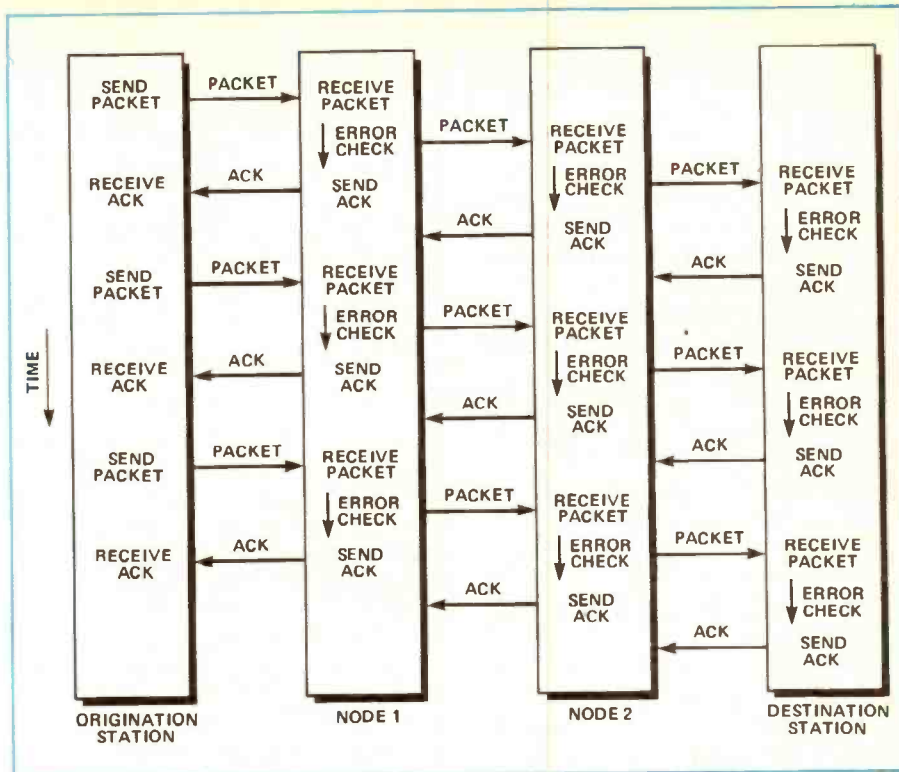 SEND
PACKET
PACKET
RECEIVE
PACKET
ERROR
CHECK
PACKET
RECEIVE
PACKET
ERROR
CHECK
PACKET
RECEIVE
PACKET
RECEIVE
ACK
ACK
SEND
ACK
ERROR
CHECK
ACK
SEND
ACK
SEND
PACKET
PACKET
RECEIVE
PACKET
ACK
SEND
ACK
ERROR
CHECK
PACKET
RECEIVE
PACKET
TIME
RECEIVE
ACK
ACK
SEND
ACK
ERROR
CHECK
PACKET
RECEIVE
PACKET
ACK
SEND
ACK
ERROR
CHECK
SEND
PACKET
PACKET
RECEIVE
PACKET
ACK
SEND
ACK
ERROR
CHECK
PACKET
RECEIVE
PACKET
RECEIVE
ACK
ACK
SEND
ACK
ERROR
CHECK
PACKET
RECEIVE
PACKET
ACK
SEND
ACK
ERROR
CHECK
ACK
SEND
ACK
ORIGINATION
STATION
NODE 1
NODE 2
DESTINATION
STATION